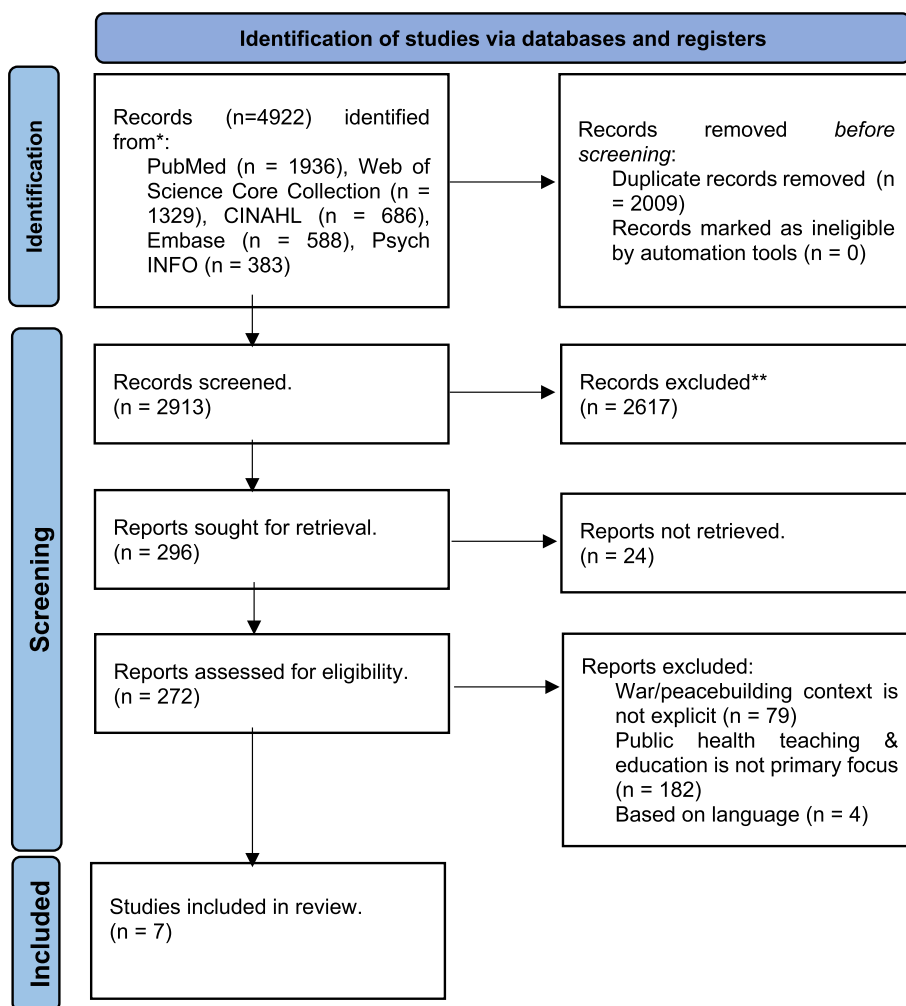 Identification of studies via databases and registers
Identification
Records (n=4922) identified
from*:
PubMed (n = 1936), Web of
Science Core Collection (n =
1329), CINAHL (n = 686),
Embase (n = 588), Psych
INFO (n = 383)
Records removed before
screening:
Duplicate records removed (n
= 2009)
Records marked as ineligible
by automation tools (n = 0)
Screening
Records screened.
(n = 2913)
Records excluded**
(n = 2617)
Reports sought for retrieval.
(n = 296)
Reports not retrieved.
(n = 24)
Reports assessed for eligibility.
(n = 272)
Reports excluded:
War/peacebuilding context is
not explicit (n = 79)
Public health teaching &
education is not primary focus
(n = 182)
Based on language (n = 4)
Included
Studies included in review.
(n = 7)